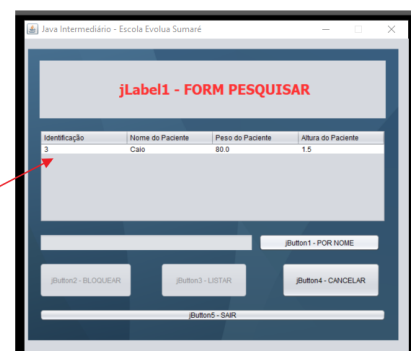 Java Intermediário - Escola Evolua Sumaré
jLabel1 - FORM PESQUISAR
Identificação Nome do Paciente Peso do Paciente Altura do Paciente
3 Caio 80.0 1.5
jButton1 - POR NOME
jButton2 - BLOQUEAR jButton3 - LISTAR jButton4 - CANCELAR
jButton5 - SAIR